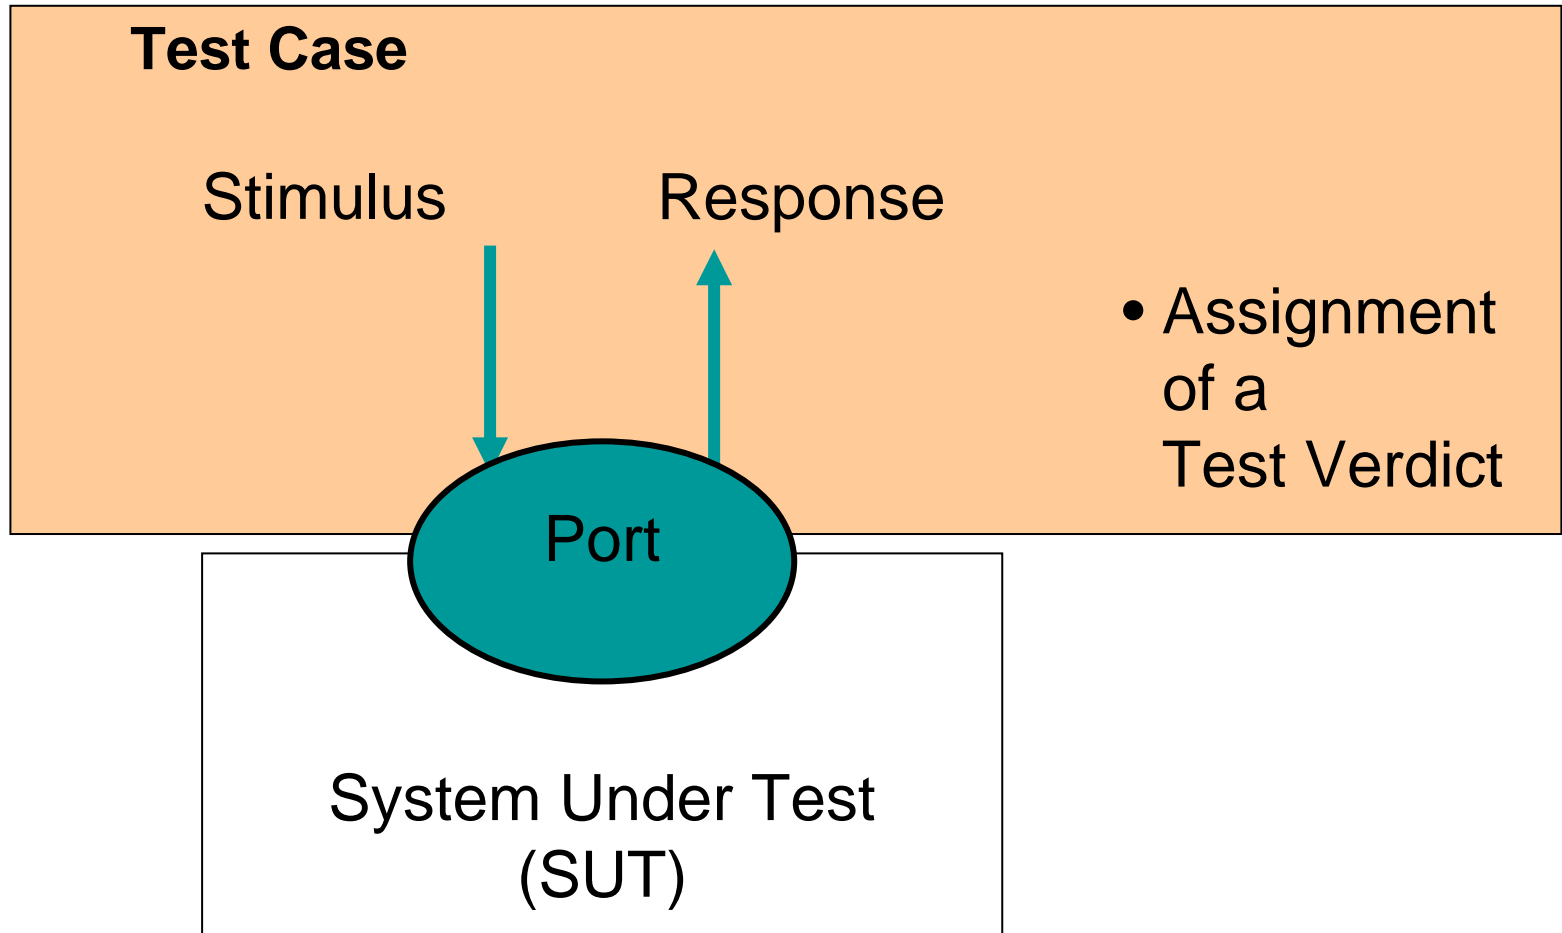 Test Case
Stimulus
Response
• Assignment
of a
Test Verdict
Port
System Under Test
(SUT)